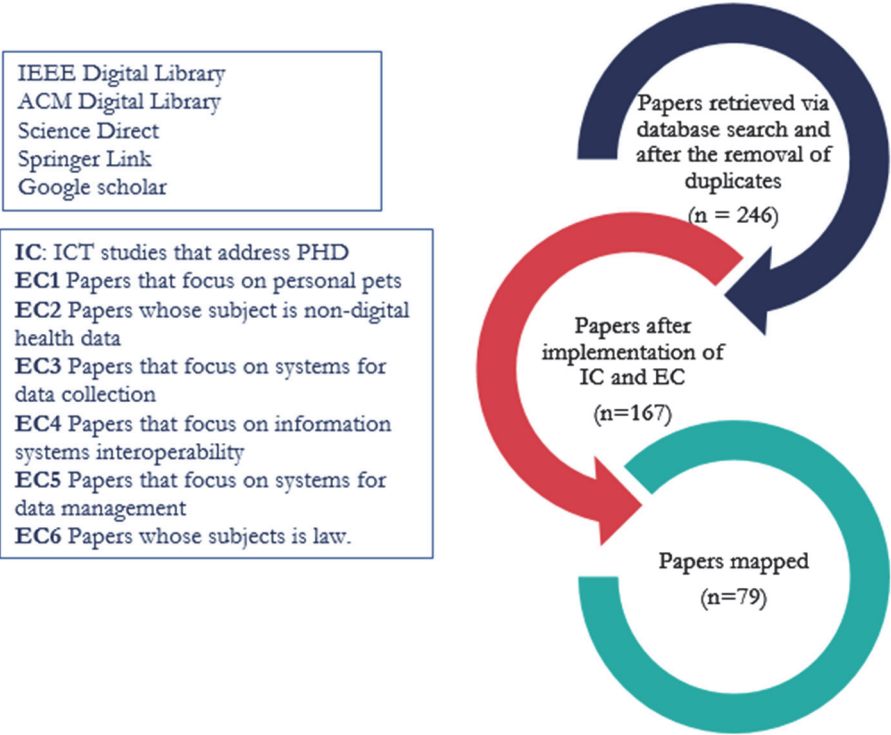 IEEE Digital Library
ACM Digital Library
Science Direct
Springer Link
Google scholar
IC: ICT studies that address PHD
EC1 Papers that focus on personal pets
EC2 Papers whose subject is non-digital
health data
EC3 Papers that focus on systems for
data collection
EC4 Papers that focus on information
systems interoperability
EC5 Papers that focus on systems for
data management
EC6 Papers whose subjects is law.
Papers retrieved via
database search and
after the removal of
duplicates
(n = 246)
Papers after
implementation of
IC and EC
(n=167)
Papers mapped
(n=79)